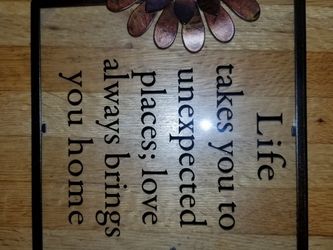 Life
takes you to
unexpected
places; love
always brings
you home